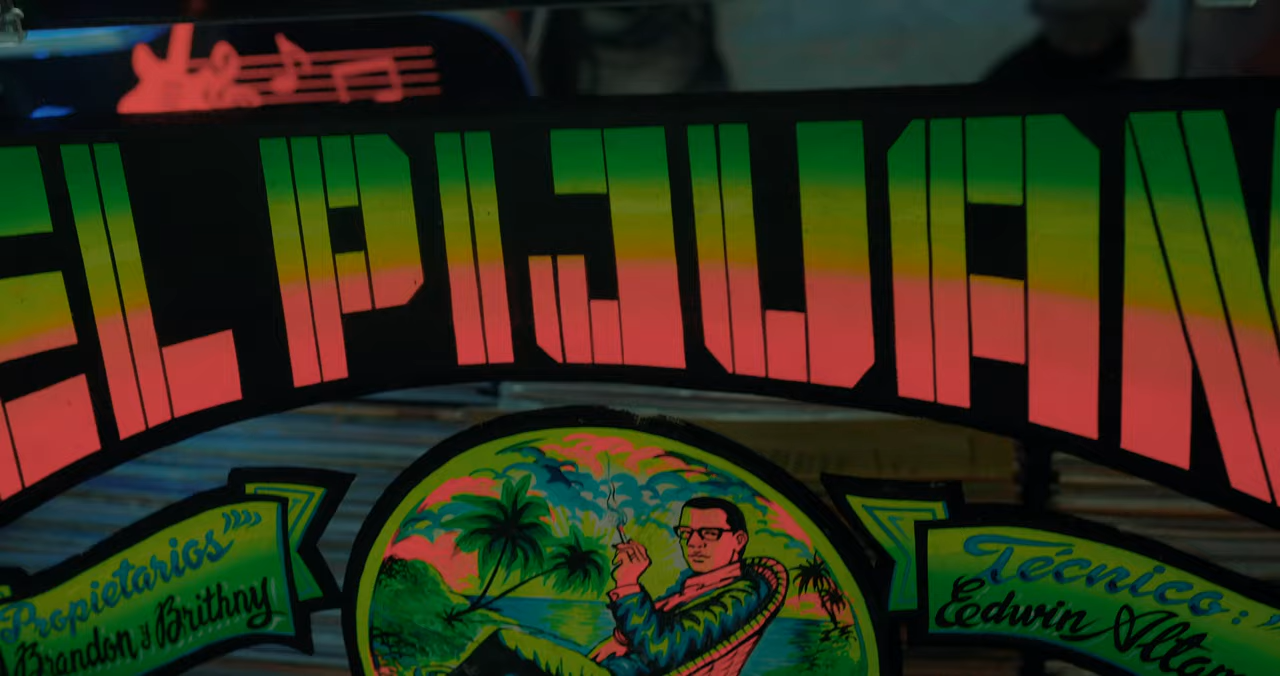 EL PIJUAN
Propietarios""
Brandon y Brithny
Técnico:"
Edwin